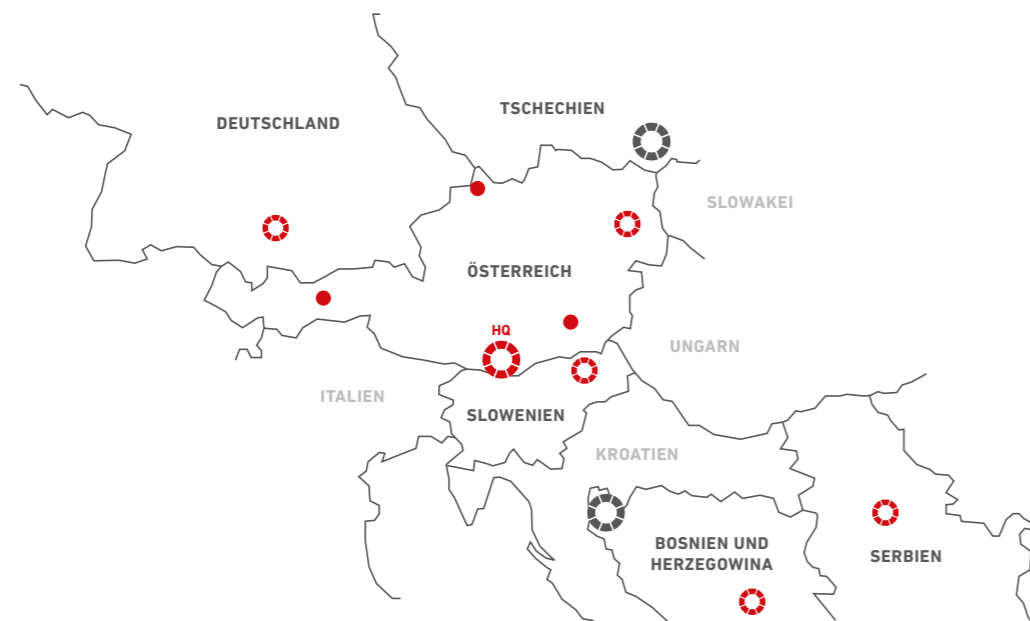 TSCHECHIEN
DEUTSCHLAND
SLOWAKEI
ÖSTERREICH
HQ
UNGARN
ITALIEN
SLOWENIEN
KROATIEN
BOSNIEN UND
HERZEGOWINA
SERBIEN